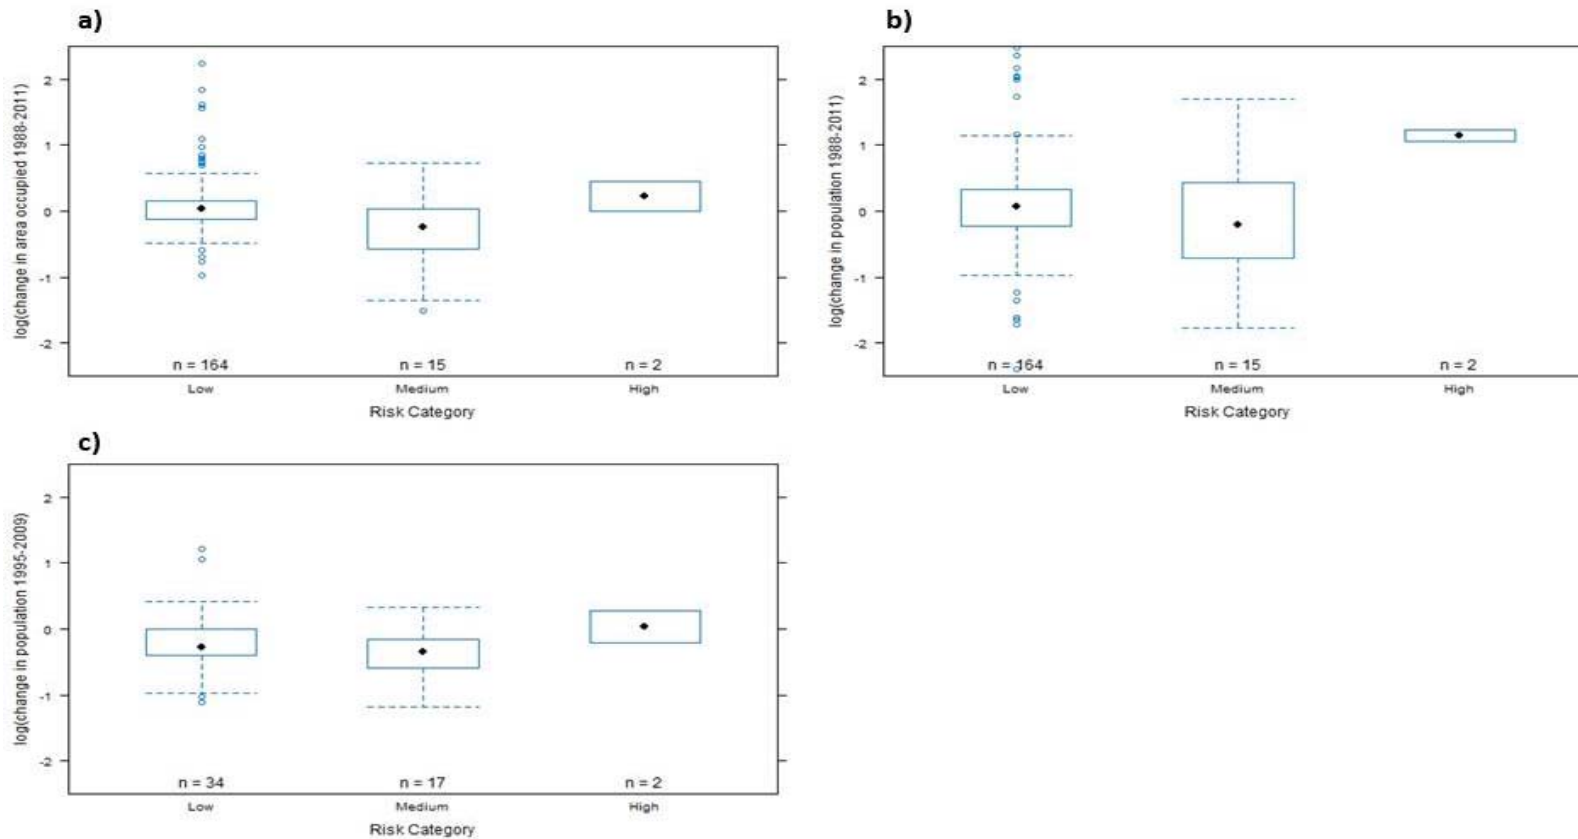 a)
log(change in area occupied 1988-2011)
2
1
0
-1
-2
n = 164 n = 15 n = 2
Low Medium High
Risk Category
b)
log(change in population 1988-2011)
2
1
0
-1
-2
n = 164 n = 15 n = 2
Low Medium High
Risk Category
c)
log(change in population 1995-2009)
2
1
0
-1
-2
n = 34 n = 17 n = 2
Low Medium High
Risk Category